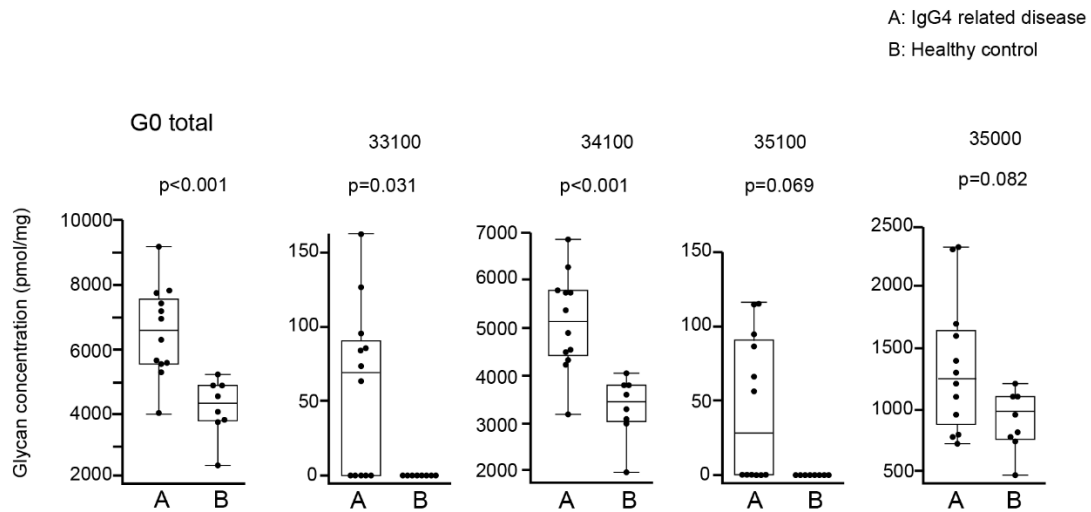 A: IgG4 related disease
B: Healthy control
G0 total
33100
34100
35100
35000
p<0.001
p=0.031
p<0.001
p=0.069
p=0.082
Glycan concentration (pmol/mg)
10000
8000
6000
4000
2000
A
B
150
100
50
0
A
B
7000
6000
5000
4000
3000
2000
A
B
150
100
50
0
A
B
2500
2000
1500
1000
500
A
B